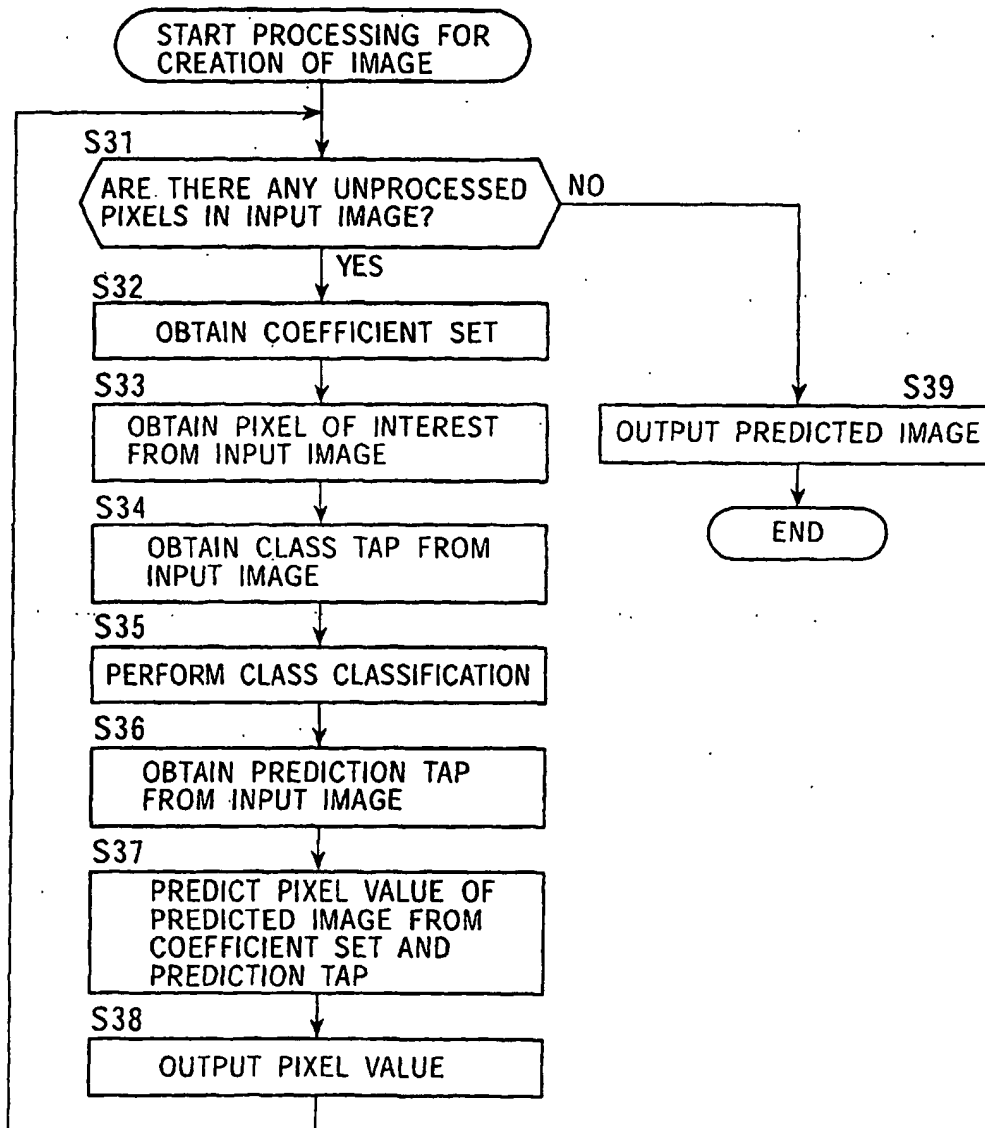 START PROCESSING FOR
CREATION OF IMAGE
S31
ARE THERE ANY UNPROCESSED
PIXELS IN INPUT IMAGE?
NO
YES
S32
OBTAIN COEFFICIENT SET
S33
OBTAIN PIXEL OF INTEREST
FROM INPUT IMAGE
S39
OUTPUT PREDICTED IMAGE
END
S34
OBTAIN CLASS TAP FROM
INPUT IMAGE
S35
PERFORM CLASS CLASSIFICATION
S36
OBTAIN PREDICTION TAP
FROM INPUT IMAGE
S37
PREDICT PIXEL VALUE OF
PREDICTED IMAGE FROM
COEFFICIENT SET AND
PREDICTION TAP
S38
OUTPUT PIXEL VALUE